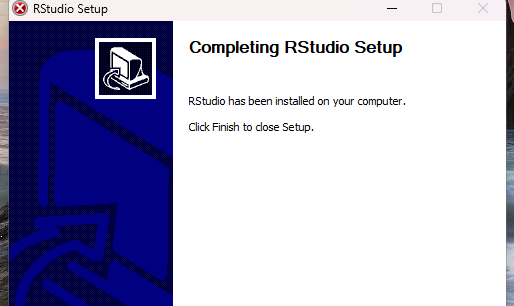 RStudio Setup
Completing RStudio Setup
RStudio has been installed on your computer.
Click Finish to close Setup.